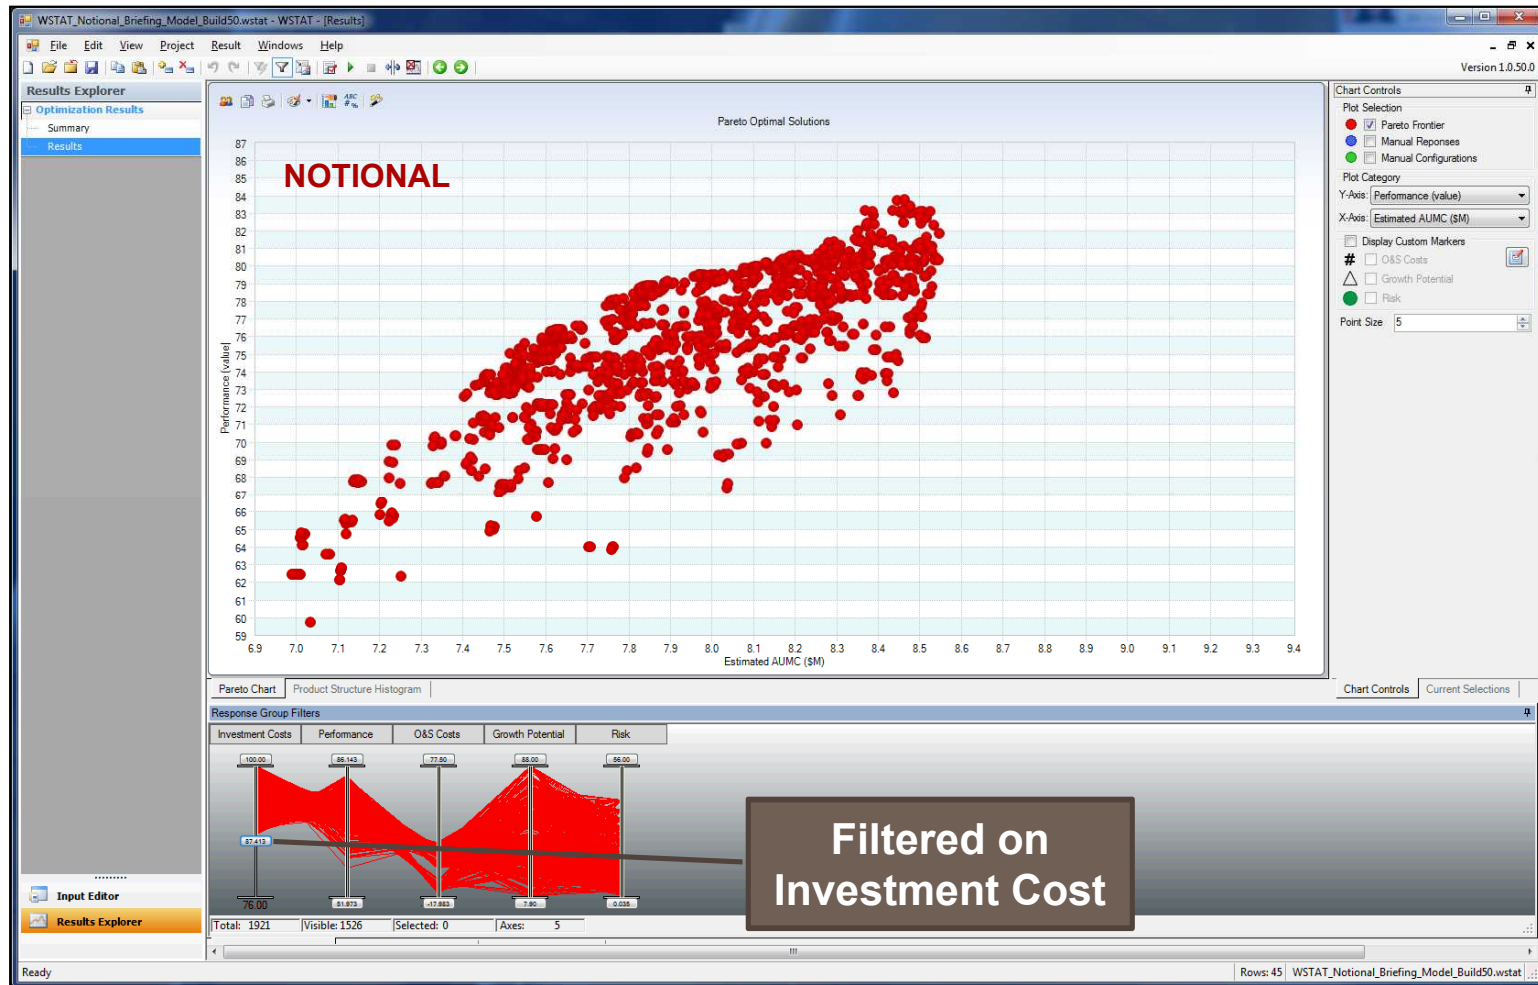 WSTAT_Notional_Briefing_Model_Build50.wstat - WSTAT - [Results]
File Edit View Project Result Windows Help
Version 1.0.50.0
Results Explorer
Optimization Results
Summary
Results
Input Editor
Results Explorer
ABC
# %
Pareto Optimal Solutions
NOTIONAL
Performance (value)
87
86
85
84
83
82
81
80
79
78
77
76
75
74
73
72
71
70
69
68
67
66
65
64
63
62
61
60
59
6.9 7.0 7.1 7.2 7.3 7.4 7.5 7.6 7.7 7.8 7.9 8.0 8.1 8.2 8.3 8.4 8.5 8.6 8.7 8.8 8.9 9.0 9.1 9.2 9.3 9.4
Estimated AUMC ($M)
Pareto Chart Product Structure Histogram
Chart Controls
Plot Selection
Pareto Frontier
Manual Reponses
Manual Configurations
Plot Category
Y-Axis: Performance (value)
X-Axis: Estimated AUMC ($M)
Display Custom Markers
# O&S Costs
Growth Potential
Risk
Point Size 5
Chart Controls Current Selections
Response Group Filters
Investment Costs Performance O&S Costs Growth Potential Risk
100.00 86.143 77.50 88.00 56.00
87.413
76.00 51.973 -17.983 7.90 0.035
Filtered on
Investment Cost
Total: 1921 Visible: 1526 Selected: 0 Axes: 5
Ready
Rows: 45 WSTAT_Notional_Briefing_Model_Build50.wstat